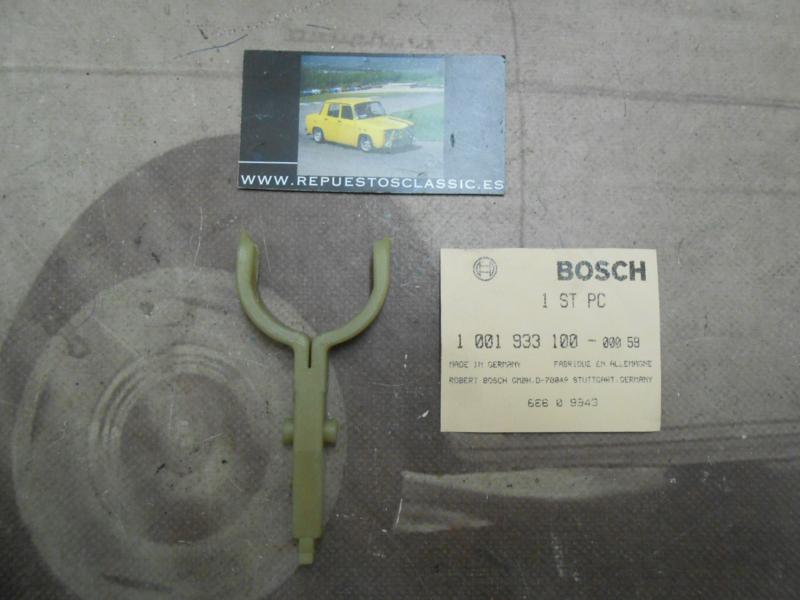 WWW.REPUESTOSCLASSIC.ES
BOSCH
1 ST PC
1 001 933 100 - 000 59
MADE IN GERMANY FABRIQUE EN ALLEMAGNE
ROBERT BOSCH GMBH, D-70049 STUTTGART, GERMANY
6E6 0 9343